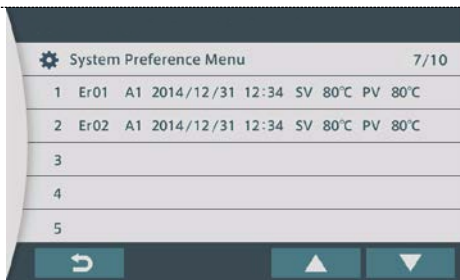 System Preference Menu 7/10
1 Er01 A1 2014/12/31 12:34 SV 80℃ PV 80℃
2 Er02 A1 2014/12/31 12:34 SV 80℃ PV 80℃
3
4
5